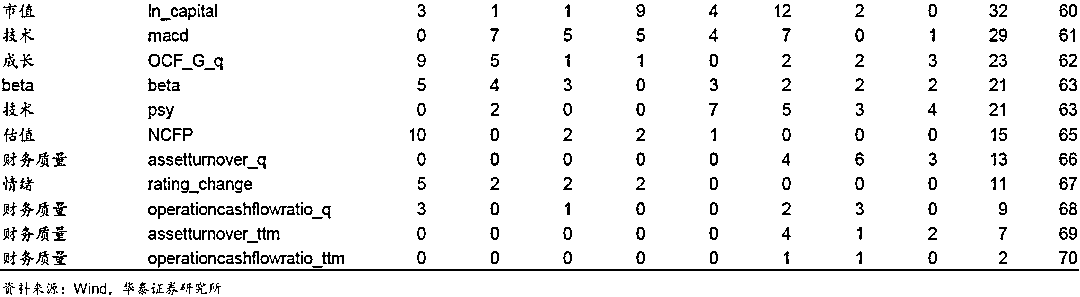 市值 ln_capital 3 1 1 9 4 12 2 0 32 60
技术 macd 0 7 5 5 4 7 0 1 29 61
成长 OCF_G_q 9 5 1 1 0 2 2 3 23 62
beta beta 5 4 3 0 3 2 2 2 21 63
技术 psy 0 2 0 0 7 5 3 4 21 63
估值 NCFP 10 0 2 2 1 0 0 0 15 65
财务质量 assetturnover_q 0 0 0 0 0 4 6 3 13 66
情绪 rating_change 5 2 2 2 0 0 0 0 11 67
财务质量 operationcashflowratio_q 3 0 1 0 0 2 3 0 9 68
财务质量 assetturnover_ttm 0 0 0 0 0 4 1 2 7 69
财务质量 operationcashflowratio_ttm 0 0 0 0 0 1 1 0 2 70
资料来源：Wind，华泰证券研究所